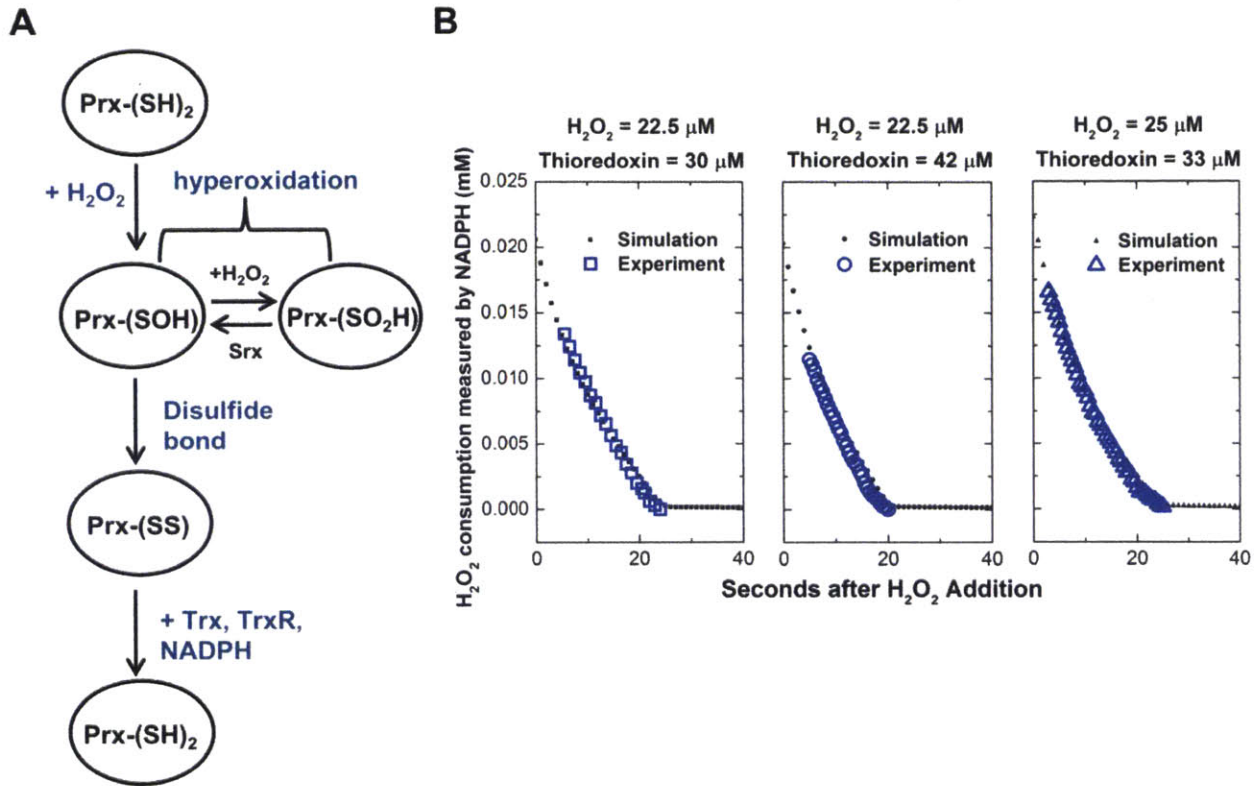 A
Prx-(SH)₂
+ H₂O₂
hyperoxidation
Prx-(SOH)
+H₂O₂
Srx
Prx-(SO₂H)
Disulfide
bond
Prx-(SS)
+ Trx, TrxR,
NADPH
Prx-(SH)₂
B
H₂O₂ consumption measured by NADPH (mM)
H₂O₂ = 22.5 μM
Thioredoxin = 30 μM
0.025
0.020
0.015
0.010
0.005
0.000
Simulation
Experiment
0
20
40
H₂O₂ = 22.5 μM
Thioredoxin = 42 μM
Simulation
Experiment
0
20
40
H₂O₂ = 25 μM
Thioredoxin = 33 μM
Simulation
Experiment
0
20
40
Seconds after H₂O₂ Addition